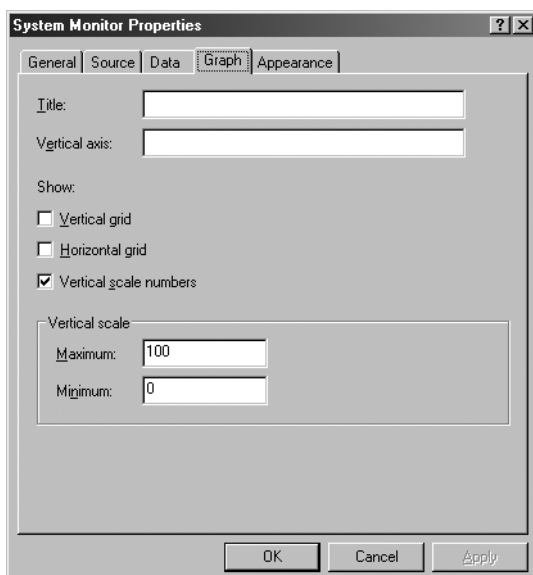 System Monitor Properties
General Source Data Graph Appearance
Title:
Vertical axis:
Show:
Vertical grid
Horizontal grid
Vertical scale numbers
Vertical scale
Maximum: 100
Minimum: 0
OK Cancel Apply